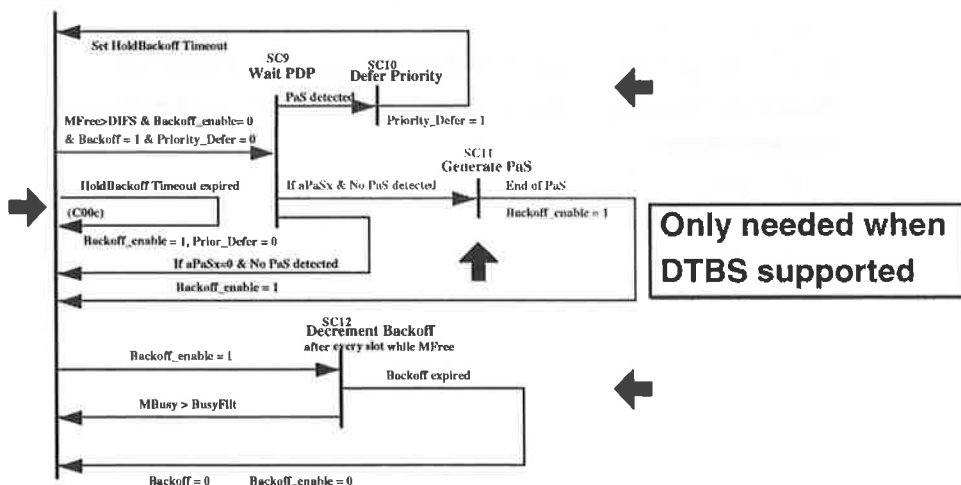 Set HoldBackoff Timeout
SC9
Wait PDP
SC10
Defer Priority
PaS detected
Priority_Defer = 1
MFree>DIFS & Backoff_enable= 0
& Backoff = 1 & Priority_Defer = 0
SC11
Generate PaS
HoldBackoff Timeout expired
If aPaSx & No PaS detected
End of PaS
(C00c)
Backoff_enable = 1
Backoff_enable = 1, Prior_Defer = 0
If aPaSx=0 & No PaS detected
Backoff_enable = 1
Only needed when
DTBS supported
SC12
Decrement Backoff
after every slot while MFree
Backoff_enable = 1
Backoff expired
MBusy > BusyFilt
Backoff = 0 Backoff_enable = 0